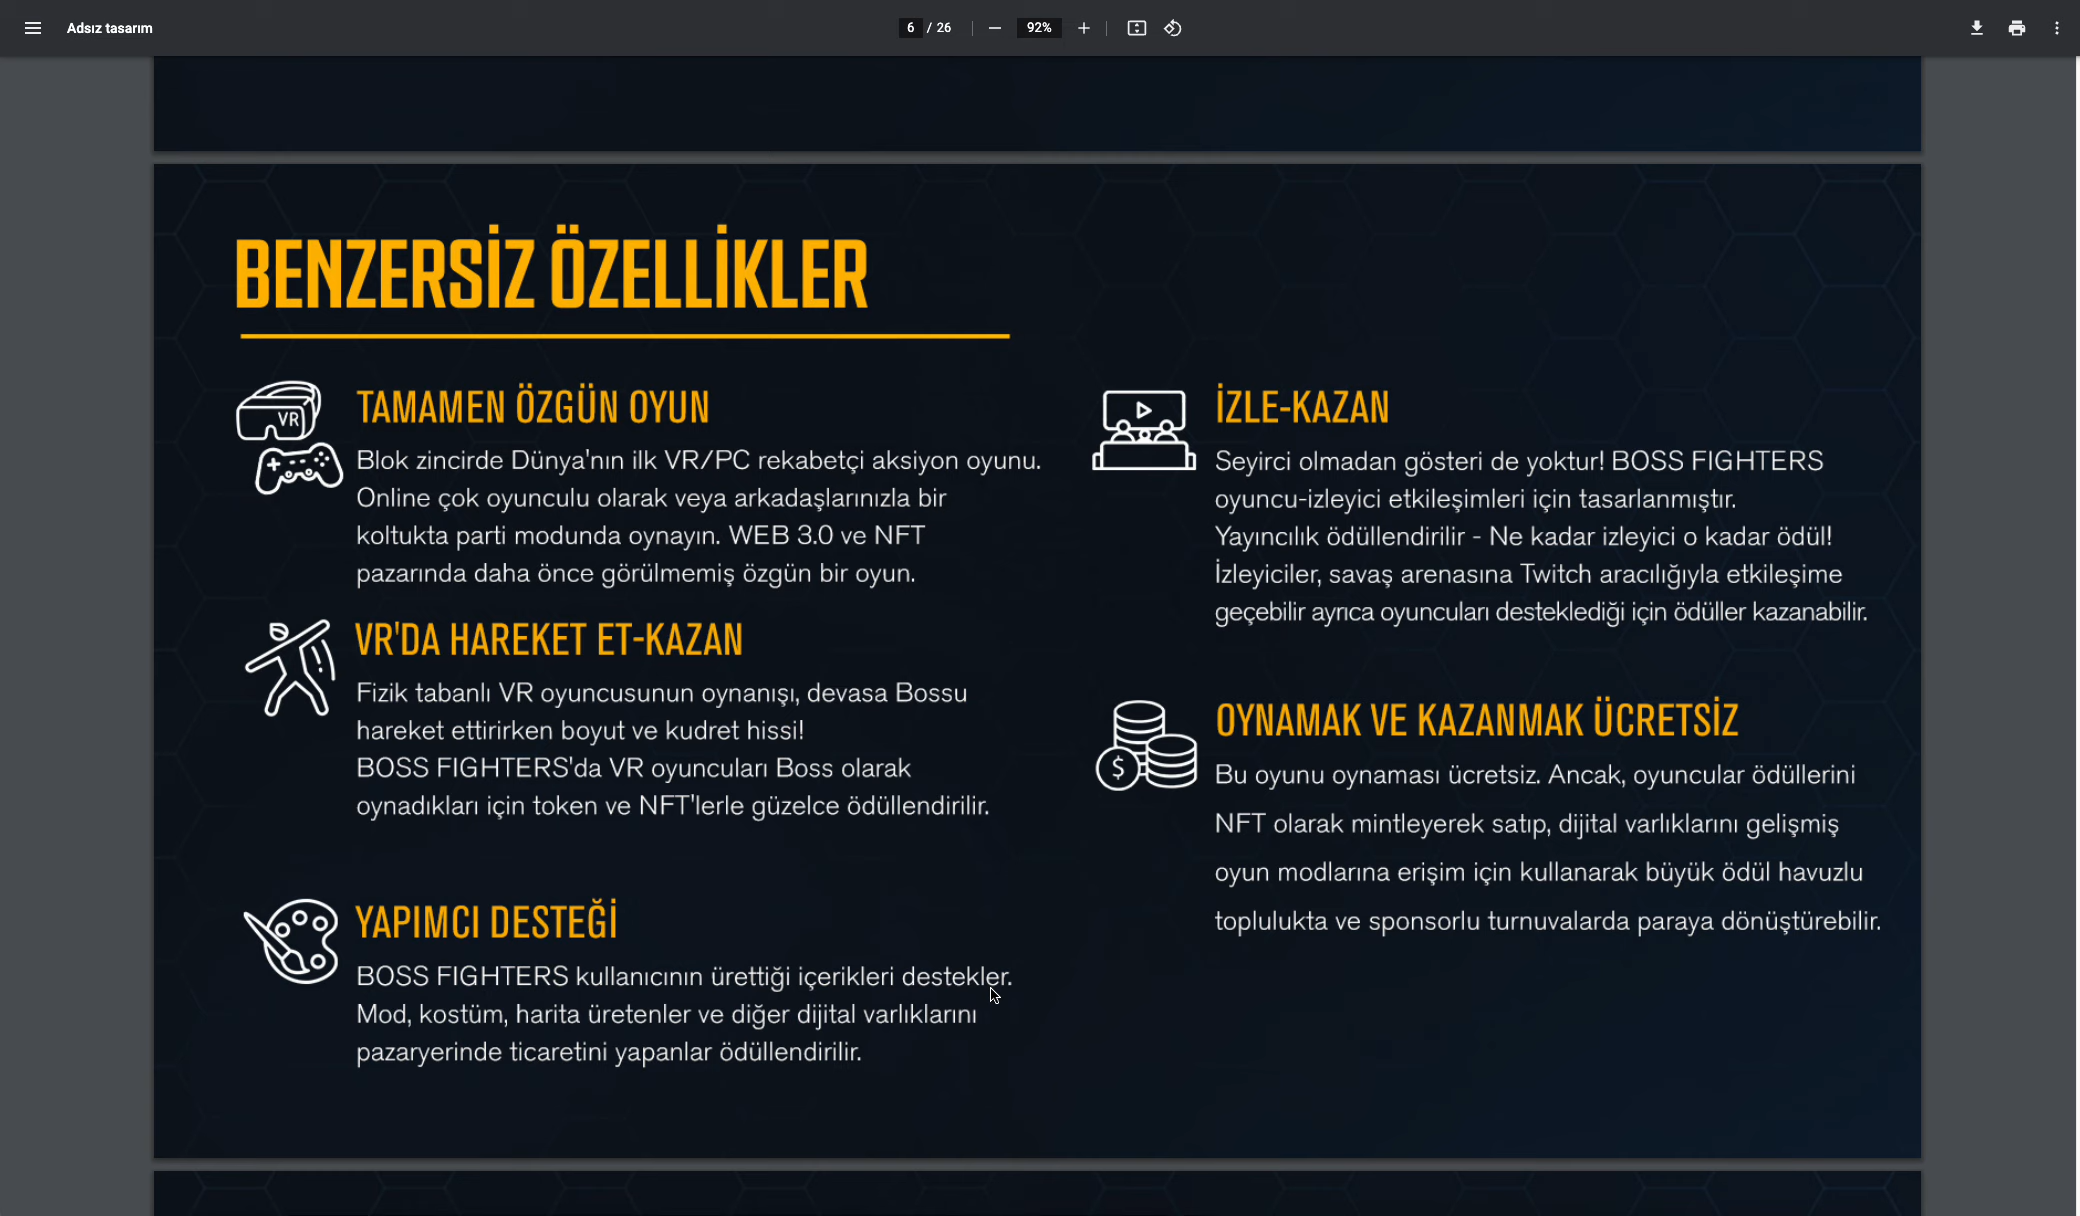 Adsız tasarım
6 / 26
92%
BENZERSİZ ÖZELLİKLER
VR
TAMAMEN ÖZGÜN OYUN
Blok zincirde Dünya'nın ilk VR/PC rekabetçi aksiyon oyunu.
Online çok oyunculu olarak veya arkadaşlarınızla bir
koltukta parti modunda oynayın. WEB 3.0 ve NFT
pazarında daha önce görülmemiş özgün bir oyun.
VR'DA HAREKET ET-KAZAN
Fizik tabanlı VR oyuncusunun oynanışı, devasa Bossu
hareket ettirirken boyut ve kudret hissi!
BOSS FIGHTERS'da VR oyuncuları Boss olarak
oynadıkları için token ve NFT'lerle güzelce ödüllendirilir.
YAPIMCI DESTEĞİ
BOSS FIGHTERS kullanıcının ürettiği içerikleri destekler.
Mod, kostüm, harita üretenler ve diğer dijital varlıklarını
pazaryerinde ticaretini yapanlar ödüllendirilir.
İZLE-KAZAN
Seyirci olmadan gösteri de yoktur! BOSS FIGHTERS
oyuncu-izleyici etkileşimleri için tasarlanmıştır.
Yayıncılık ödüllendirilir - Ne kadar izleyici o kadar ödül!
İzleyiciler, savaş arenasına Twitch aracılığıyla etkileşime
geçebilir ayrıca oyuncuları desteklediği için ödüller kazanabilir.
$
OYNAMAK VE KAZANMAK ÜCRETSİZ
Bu oyunu oynaması ücretsiz. Ancak, oyuncular ödüllerini
NFT olarak mintleyerek satıp, dijital varlıklarını gelişmiş
oyun modlarına erişim için kullanarak büyük ödül havuzlu
toplulukta ve sponsorlu turnuvalarda paraya dönüştürebilir.